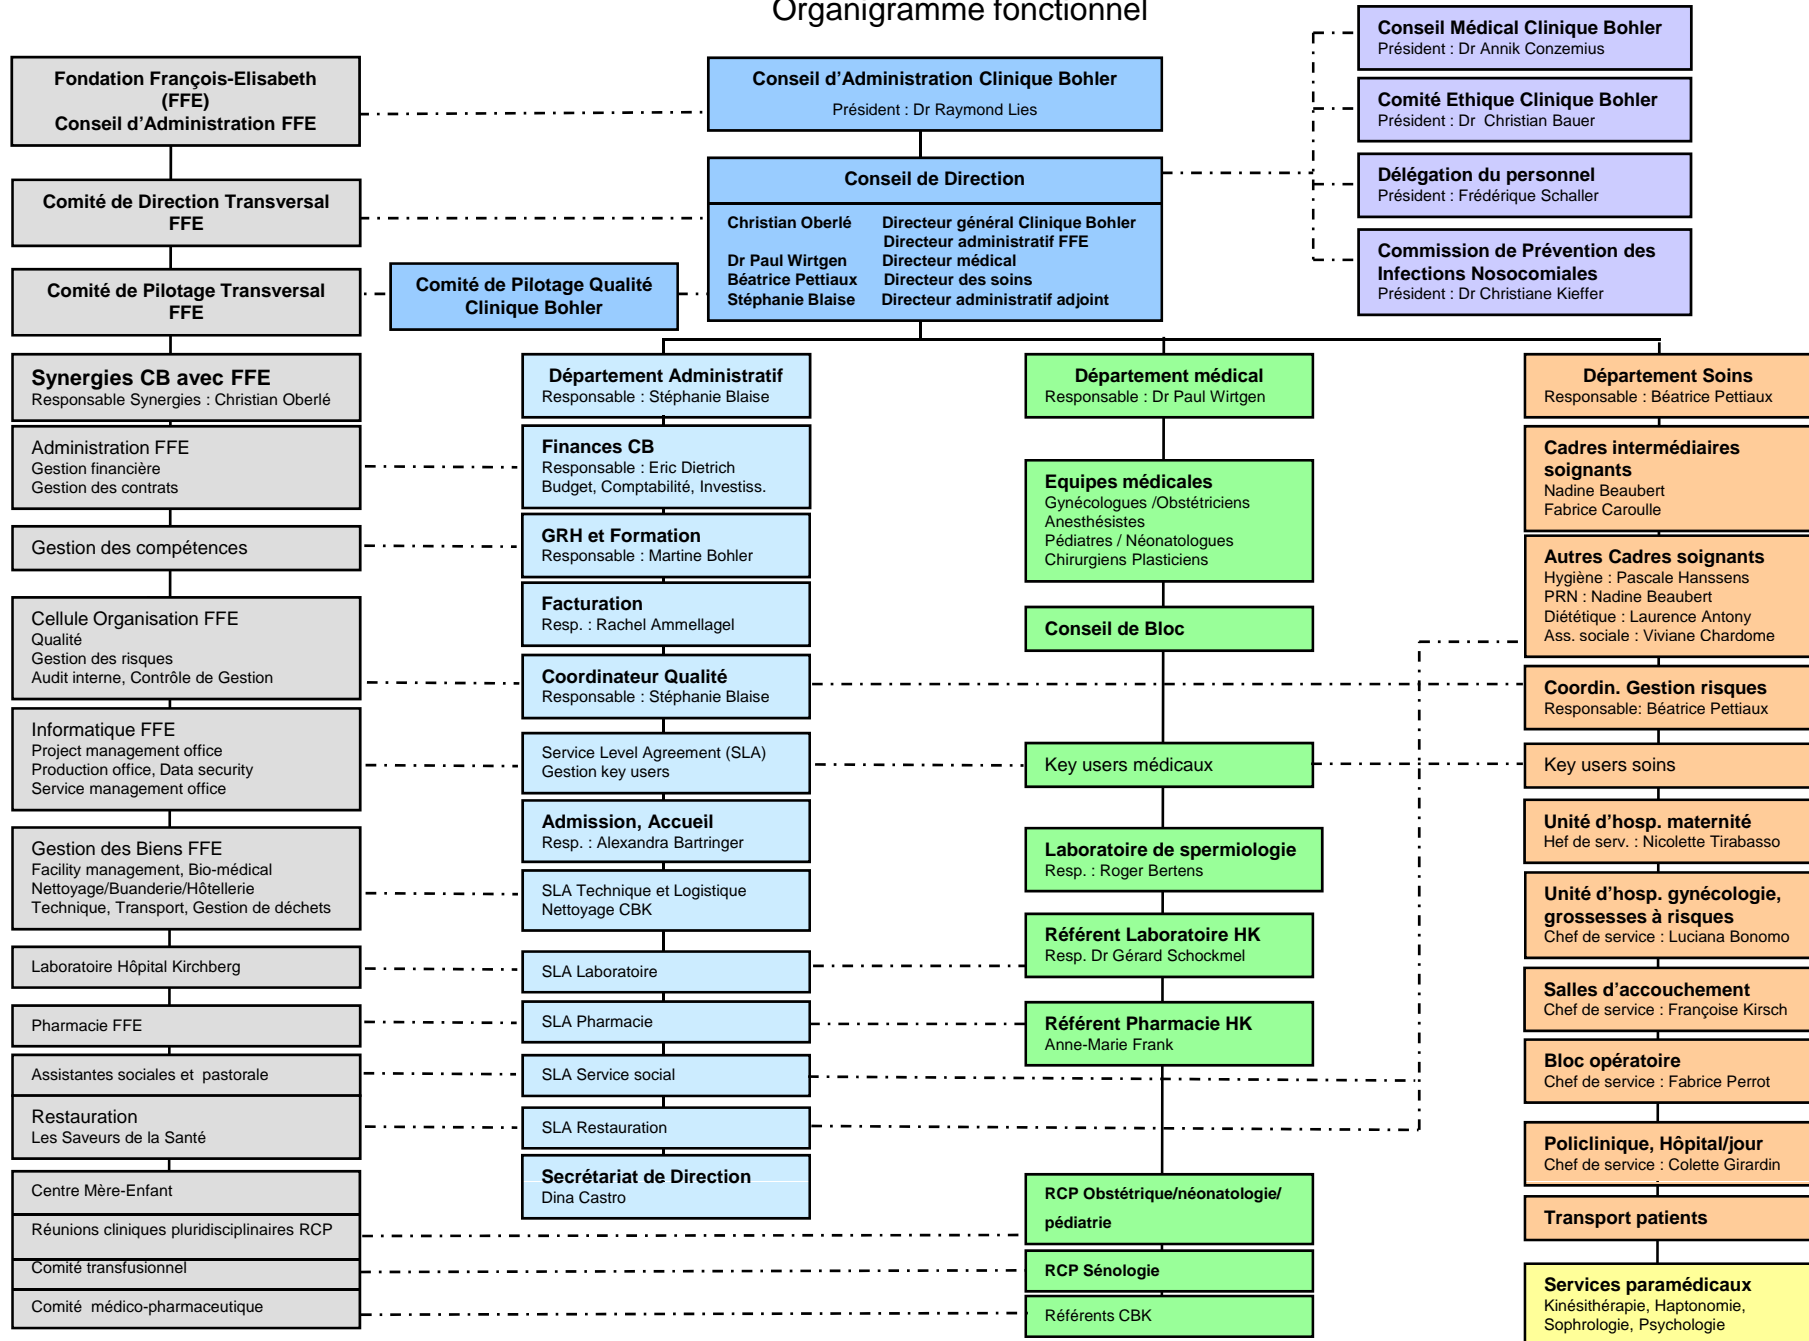 Organigramme fonctionnel
Fondation François-Elisabeth
(FFE)
Conseil d'Administration FFE
Comité de Direction Transversal
FFE
Comité de Pilotage Transversal
FFE
Comité de Pilotage Qualité
Clinique Bohler
Conseil d'Administration Clinique Bohler
Président : Dr Raymond Lies
Conseil de Direction
Christian Oberlé Directeur général Clinique Bohler
Directeur administratif FFE
Dr Paul Wirtgen Directeur médical
Béatrice Pettiaux Directeur des soins
Stéphanie Blaise Directeur administratif adjoint
Conseil Médical Clinique Bohler
Président : Dr Annik Conzemius
Comité Ethique Clinique Bohler
Président : Dr Christian Bauer
Délégation du personnel
Président : Frédérique Schaller
Commission de Prévention des
Infections Nosocomiales
Président : Dr Christiane Kieffer
Synergies CB avec FFE
Responsable Synergies : Christian Oberlé
Administration FFE
Gestion financière
Gestion des contrats
Gestion des compétences
Cellule Organisation FFE
Qualité
Gestion des risques
Audit interne, Contrôle de Gestion
Informatique FFE
Project management office
Production office, Data security
Service management office
Gestion des Biens FFE
Facility management, Bio-médical
Nettoyage/Buanderie/Hôtellerie
Technique, Transport, Gestion de déchets
Laboratoire Hôpital Kirchberg
Pharmacie FFE
Assistantes sociales et pastorale
Restauration
Les Saveurs de la Santé
Centre Mère-Enfant
Réunions cliniques pluridisciplinaires RCP
Comité transfusionnel
Comité médico-pharmaceutique
Département Administratif
Responsable : Stéphanie Blaise
Finances CB
Responsable : Eric Dietrich
Budget, Comptabilité, Investiss.
GRH et Formation
Responsable : Martine Bohler
Facturation
Resp. : Rachel Ammellagel
Coordinateur Qualité
Responsable : Stéphanie Blaise
Service Level Agreement (SLA)
Gestion key users
Admission, Accueil
Resp. : Alexandra Bartringer
SLA Technique et Logistique
Nettoyage CBK
SLA Laboratoire
SLA Pharmacie
SLA Service social
SLA Restauration
Secrétariat de Direction
Dina Castro
Département médical
Responsable : Dr Paul Wirtgen
Equipes médicales
Gynécologues /Obstétriciens
Anesthésistes
Pédiatres / Néonatologues
Chirurgiens Plasticiens
Conseil de Bloc
Key users médicaux
Laboratoire de spermiologie
Resp. : Roger Bertens
Référent Laboratoire HK
Resp. Dr Gérard Schockmel
Référent Pharmacie HK
Anne-Marie Frank
RCP Obstétrique/néonatologie/
pédiatrie
RCP Sénologie
Référents CBK
Département Soins
Responsable : Béatrice Pettiaux
Cadres intermédiaires
soignants
Nadine Beaubert
Fabrice Caroulle
Autres Cadres soignants
Hygiène : Pascale Hanssens
PRN : Nadine Beaubert
Diététique : Laurence Antony
Ass. sociale : Viviane Chardome
Coordin. Gestion risques
Responsable: Béatrice Pettiaux
Key users soins
Unité d'hosp. maternité
Hef de serv. : Nicolette Tirabasso
Unité d'hosp. gynécologie,
grossesses à risques
Chef de service : Luciana Bonomo
Salles d'accouchement
Chef de service : Françoise Kirsch
Bloc opératoire
Chef de service : Fabrice Perrot
Policlinique, Hôpital/jour
Chef de service : Colette Girardin
Transport patients
Services paramédicaux
Kinésithérapie, Haptonomie,
Sophrologie, Psychologie